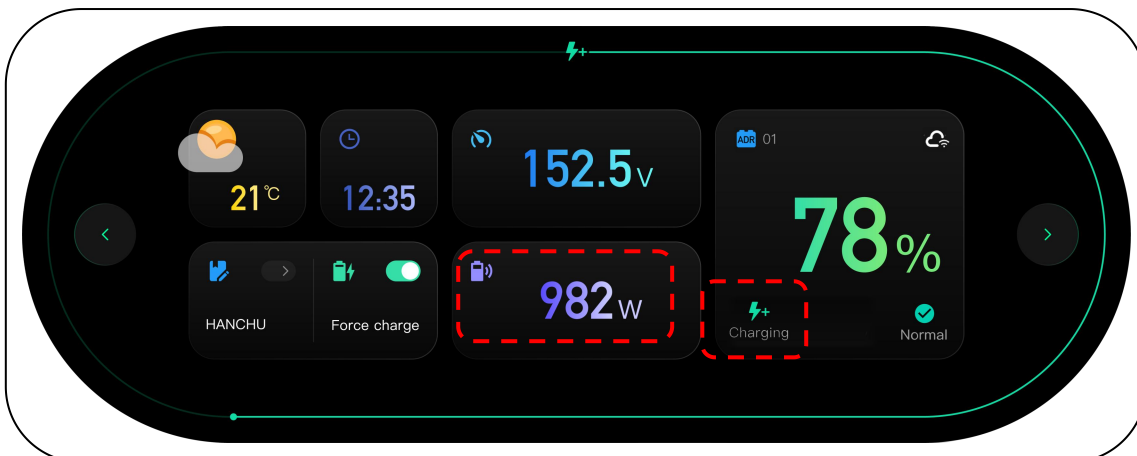 21℃
12:35
152.5V
ADR 01
78%
HANCHU
Force charge
982W
Charging
Normal